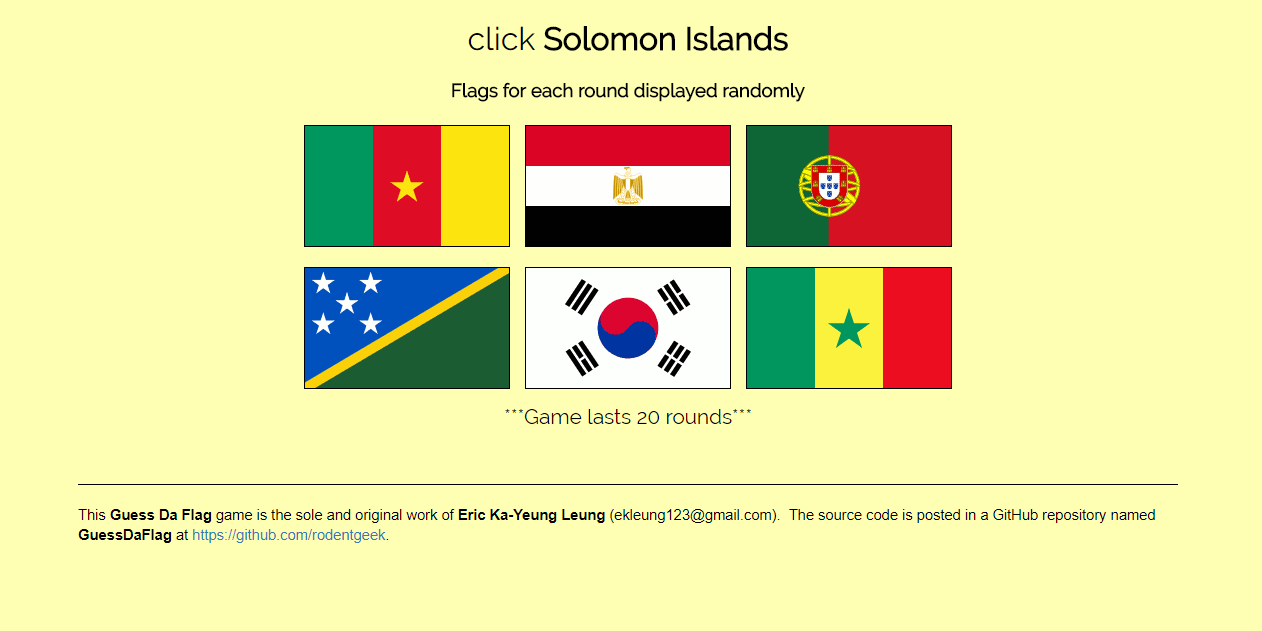 click Solomon Islands
Flags for each round displayed randomly
***Game lasts 20 rounds***
This Guess Da Flag game is the sole and original work of Eric Ka-Yeung Leung (ekleung123@gmail.com).  The source code is posted in a GitHub repository named
GuessDaFlag at https://github.com/rodentgeek.